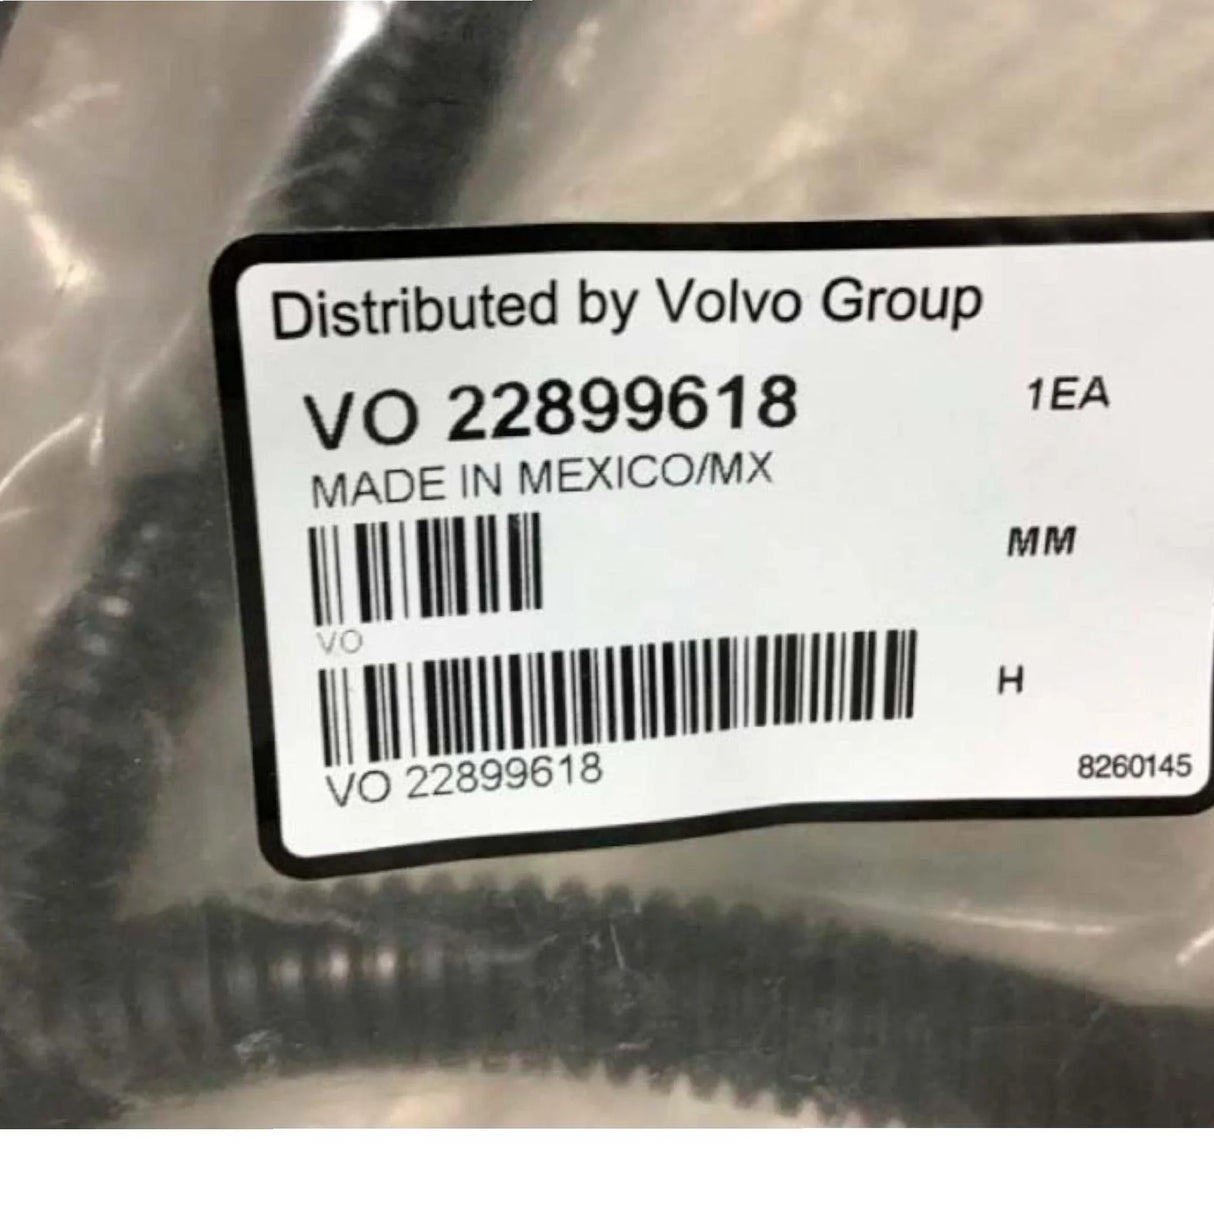 Distributed by Volvo Group
VO 22899618
1EA
MADE IN MEXICO/MX
MM
VO
H
VO 22899618
8260145